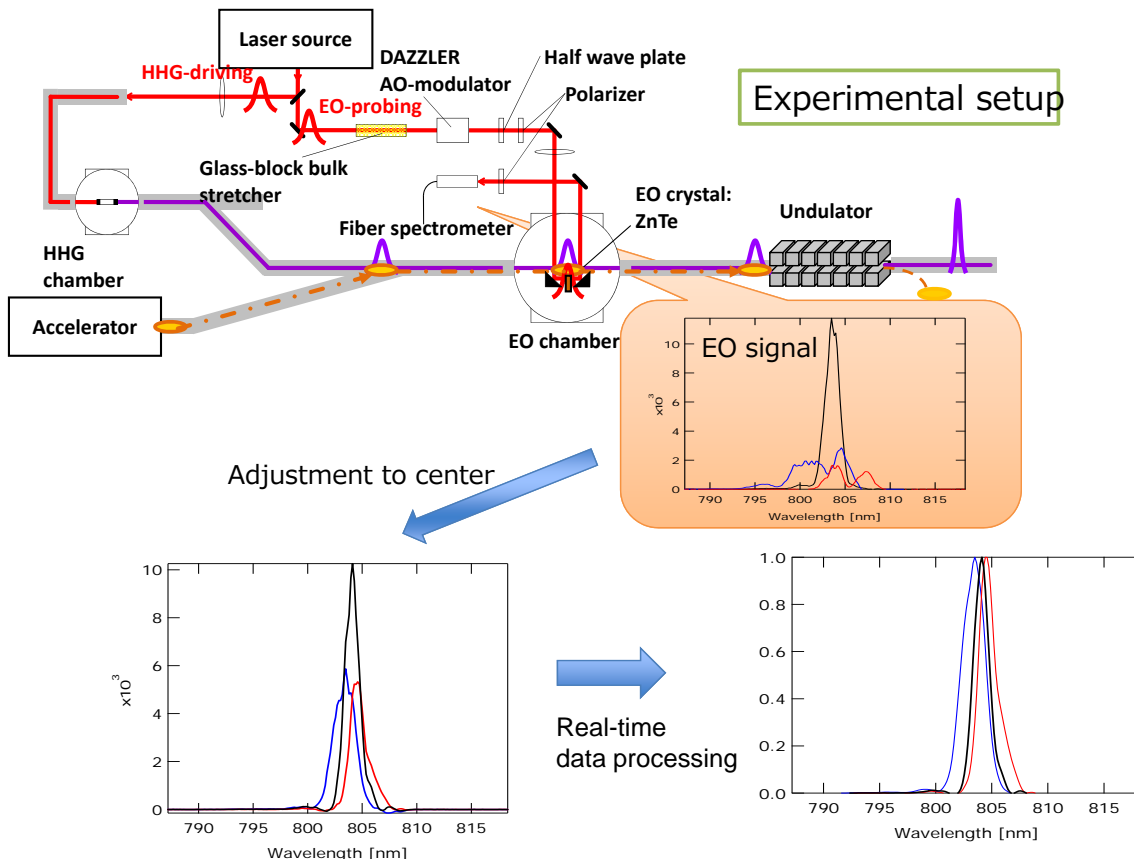 Laser source
HHG-driving
EO-probing
DAZZLER
AO-modulator
Half wave plate
Polarizer
Experimental setup
Glass-block bulk
stretcher
Fiber spectrometer
EO crystal:
ZnTe
Undulator
HHG
chamber
Accelerator
EO chamber
EO signal
x10³
10
8
6
4
2
0
790 795 800 805 810 815
Wavelength [nm]
Adjustment to center
x10³
10
8
6
4
2
0
790 795 800 805 810 815
Wavelength [nm]
Real-time
data processing
1.0
0.8
0.6
0.4
0.2
0.0
790 795 800 805 810 815
Wavelength [nm]